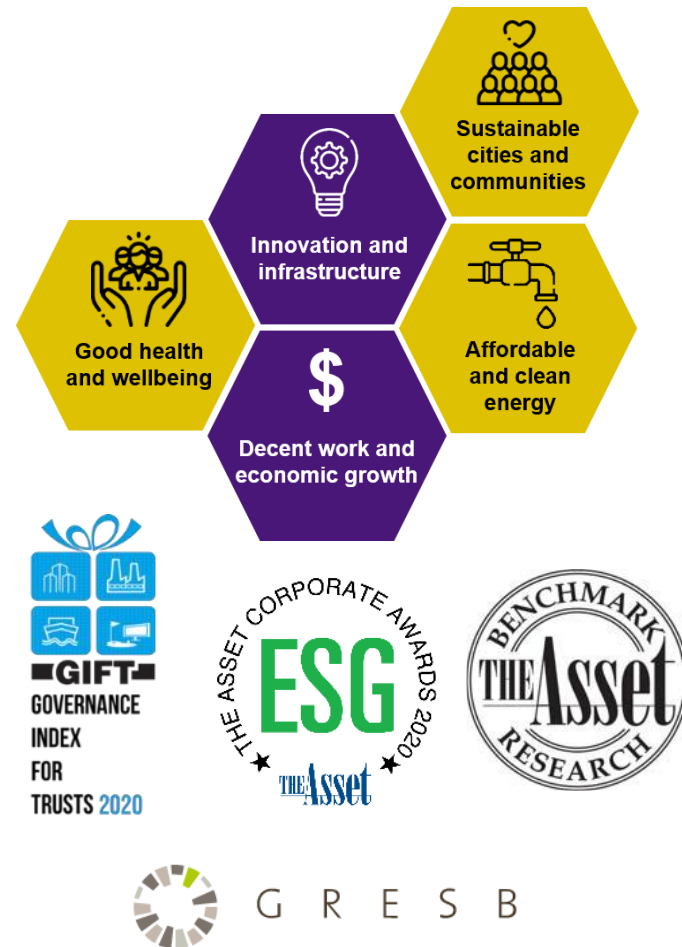 Sustainable
cities and
communities
Innovation and
infrastructure
Good health
and wellbeing
Affordable
and clean
energy
$
Decent work and
economic growth
GIFT
GOVERNANCE
INDEX
FOR
TRUSTS 2020
THE ASSET CORPORATE AWARDS 2020
ESG
THE Asset
BENCHMARK
THE Asset
RESEARCH
GRESB